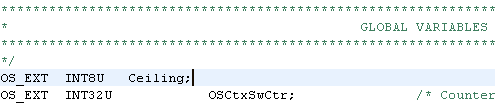 *********************************************************************
* GLOBAL VARIABLES
*********************************************************************
*/
OS_EXT INT8U Ceiling;
OS_EXT INT32U OSCtxSwCtr; /* Counter